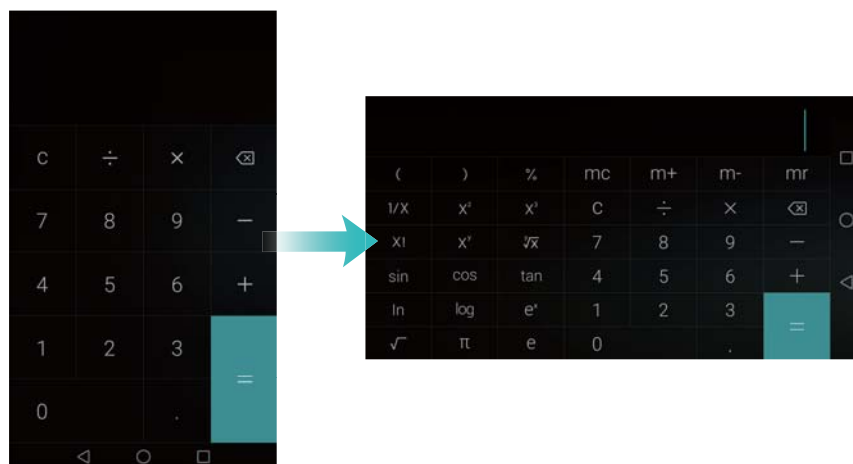 C ÷ ×
7 8 9 −
4 5 6 +
1 2 3 =
0 .
( ) % mc m+ m- mr
1/X X² X³ C ÷ ×
X! Xʸ ʸ√x 7 8 9 −
sin cos tan 4 5 6 +
ln log eˣ 1 2 3 =
√ π e 0 .